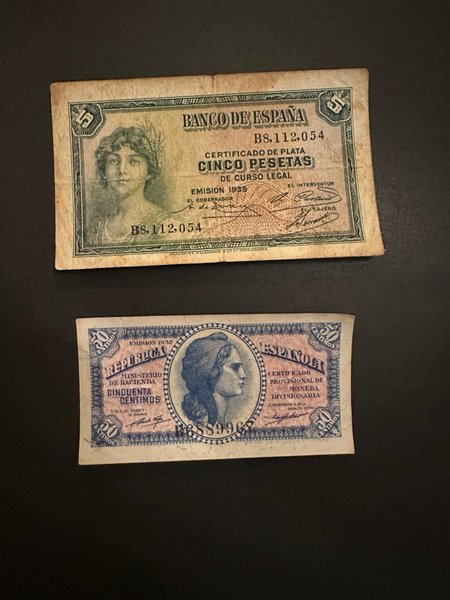 5 BANCO DE ESPAÑA 5
B8,112,054
CERTIFICADO DE PLATA
CINCO PESETAS
DE CURSO LEGAL
EMISION 1935
EL INTERVENTOR
EL GOBERNADOR
EL CAJERO
B8,112,054
50 EMISION 1937 50
REPUBLICA ESPAÑOLA
MINISTERIO
DE HACIENDA
CINCUENTA
CENTIMOS
CERTIFICADO
PROVISIONAL DE
MONEDA
DIVISIONARIA
50 50